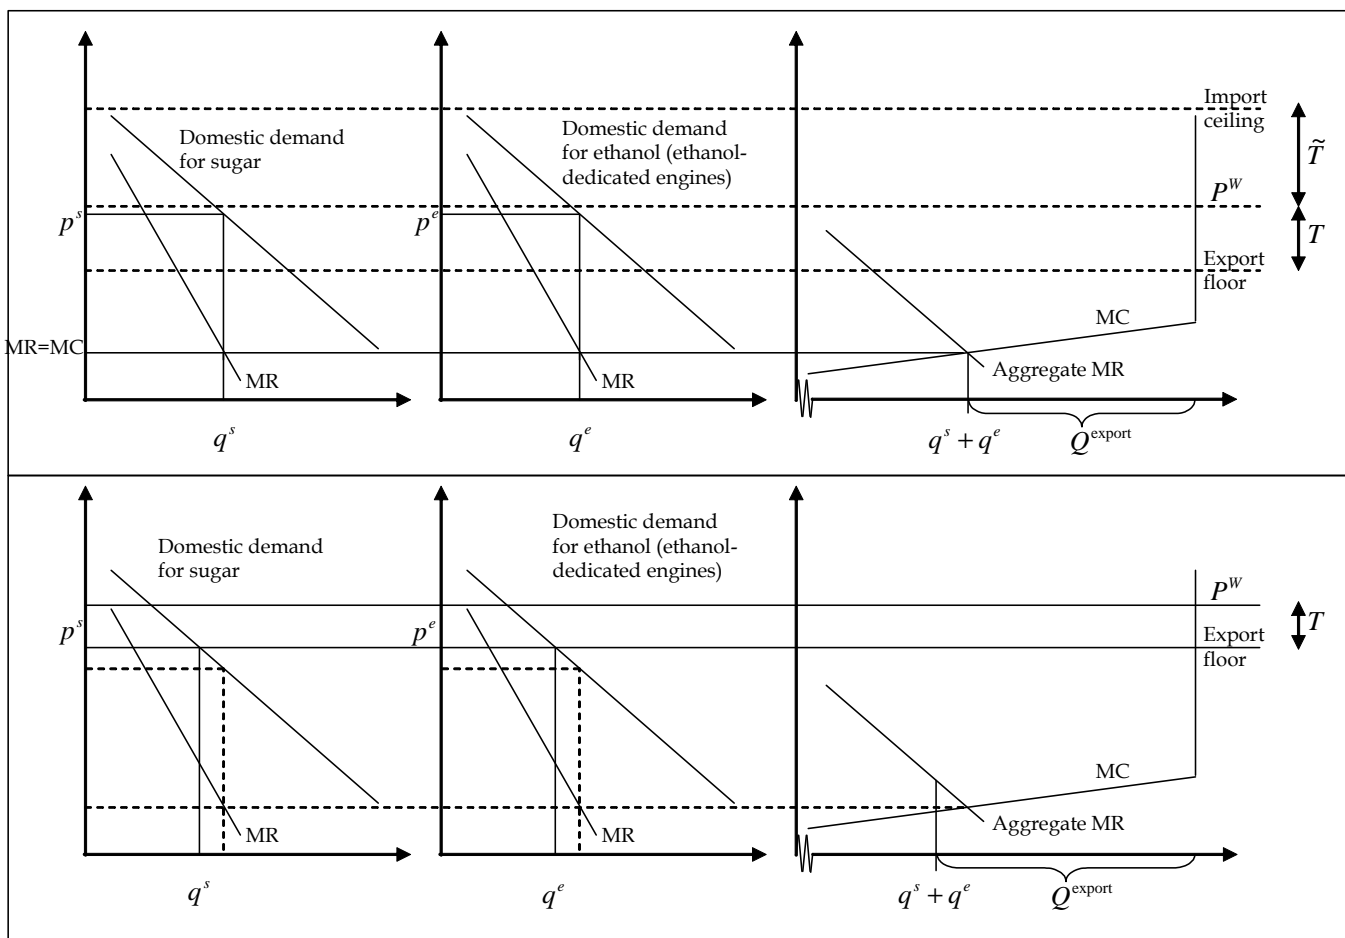 Import
ceiling
Domestic demand
for sugar
Domestic demand
for ethanol (ethanol-
dedicated engines)
T̃
P^W
p^s
p^e
T
Export
floor
MC
MR=MC
MR
MR
Aggregate MR
q^s
q^e
q^s + q^e
Q^export
Domestic demand
for sugar
Domestic demand
for ethanol (ethanol-
dedicated engines)
P^W
T
p^s
p^e
Export
floor
MC
MR
MR
Aggregate MR
q^s
q^e
q^s + q^e
Q^export